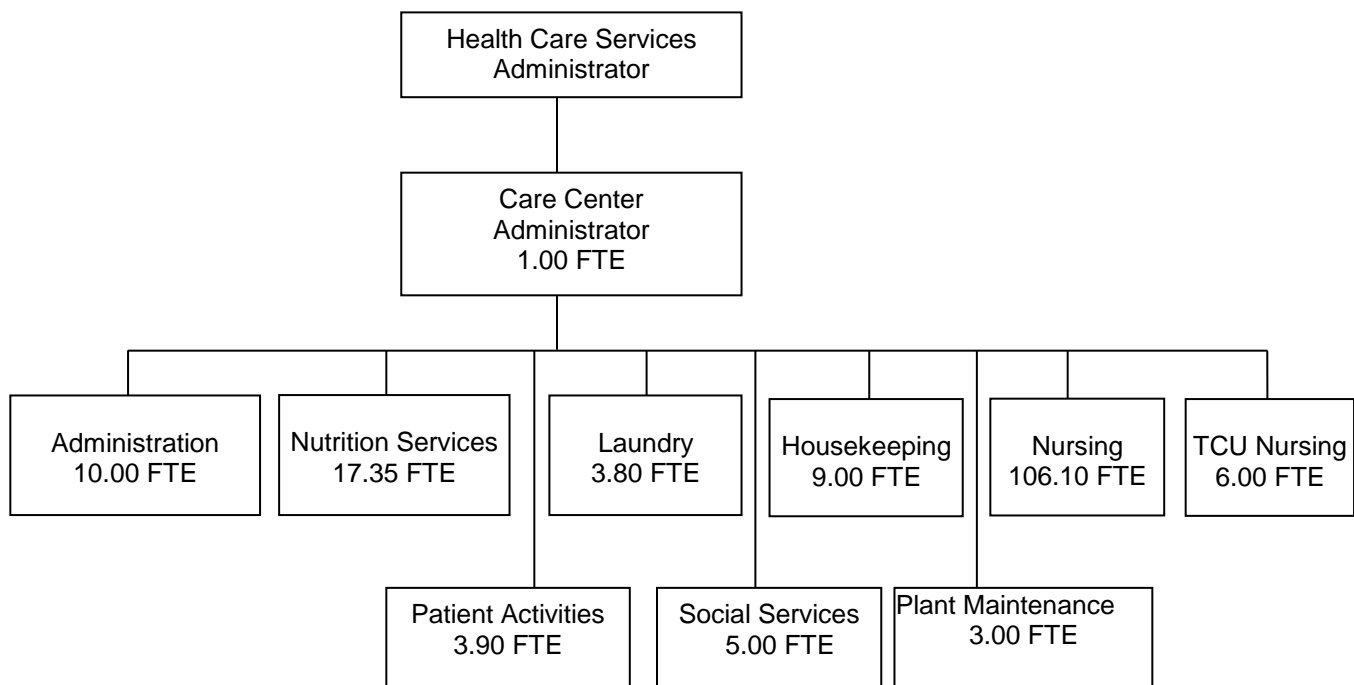 Health Care Services
Administrator
Care Center
Administrator
1.00 FTE
Administration
10.00 FTE
Nutrition Services
17.35 FTE
Laundry
3.80 FTE
Housekeeping
9.00 FTE
Nursing
106.10 FTE
TCU Nursing
6.00 FTE
Patient Activities
3.90 FTE
Social Services
5.00 FTE
Plant Maintenance
3.00 FTE